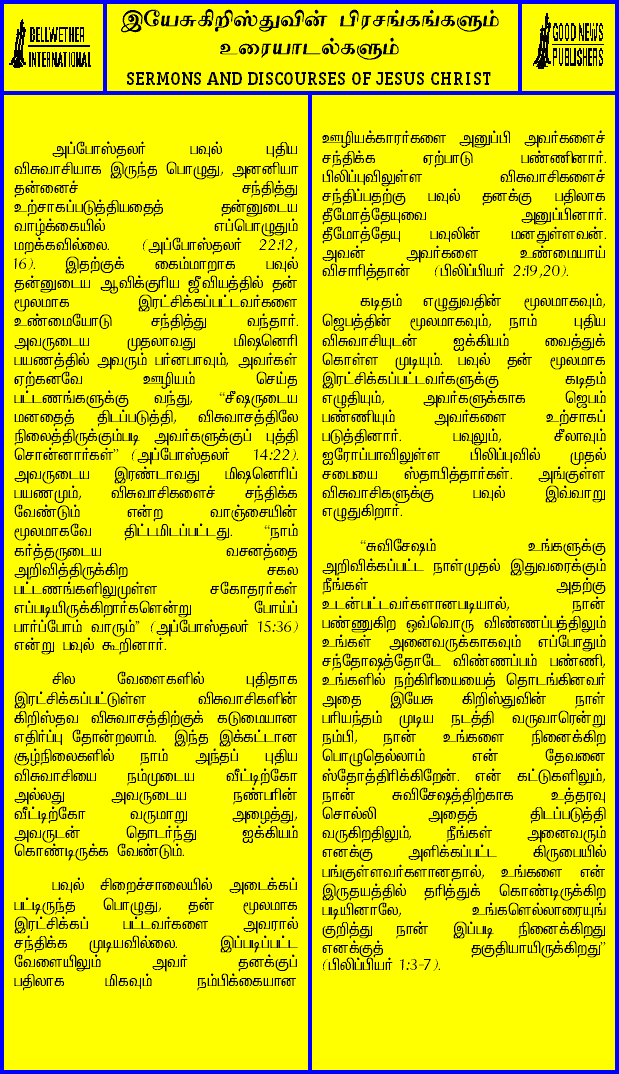 BELLWETHER
INTERNATIONAL
இயேசுகிறிஸ்துவின் பிரசங்கங்களும்
உரையாடல்களும்
SERMONS AND DISCOURSES OF JESUS CHRIST
GOOD NEWS
PUBLISHERS
அப்போஸ்தலர் பவுல் புதிய
விசுவாசியாக இருந்த பொழுது, அனனியா
தன்னைச் சந்தித்து
உற்சாகப்படுத்தியதைத் தன்னுடைய
வாழ்க்கையில் எப்பொழுதும்
மறக்கவில்லை. (அப்போஸ்தலர் 22:12,
16). இதற்குக் கைம்மாறாக பவுல்
தன்னுடைய ஆவிக்குரிய ஜீவியத்தில் தன்
மூலமாக இரட்சிக்கப்பட்டவர்களை
உண்மையோடு சந்தித்து வந்தார்.
அவருடைய முதலாவது மிஷனெரி
பயணத்தில் அவரும் பர்னபாவும், அவர்கள்
ஏற்கனவே ஊழியம் செய்த
பட்டணங்களுக்கு வந்து, “சீஷருடைய
மனதைத் திடப்படுத்தி, விசுவாசத்திலே
நிலைத்திருக்கும்படி அவர்களுக்குப் புத்தி
சொன்னார்கள்” (அப்போஸ்தலர் 14:22).
அவருடைய இரண்டாவது மிஷனெரிப்
பயணமும், விசுவாசிகளைச் சந்திக்க
வேண்டும் என்ற வாஞ்சையின்
மூலமாகவே திட்டமிடப்பட்டது. “நாம்
கர்த்தருடைய வசனத்தை
அறிவித்திருக்கிற சகல
பட்டணங்களிலுமுள்ள சகோதரர்கள்
எப்படியிருக்கிறார்களென்று போய்ப்
பார்ப்போம் வாரும்” (அப்போஸ்தலர் 15:36)
என்று பவுல் கூறினார்.
சில வேளைகளில் புதிதாக
இரட்சிக்கப்பட்டுள்ள விசுவாசிகளின்
கிறிஸ்தவ விசுவாசத்திற்குக் கடுமையான
எதிர்ப்பு தோன்றலாம். இந்த இக்கட்டான
சூழ்நிலைகளில் நாம் அந்தப் புதிய
விசுவாசியை நம்முடைய வீட்டிற்கோ
அல்லது அவருடைய நண்பரின்
வீட்டிற்கோ வருமாறு அழைத்து,
அவருடன் தொடர்ந்து ஐக்கியம்
கொண்டிருக்க வேண்டும்.
பவுல் சிறைச்சாலையில் அடைக்கப்
பட்டிருந்த பொழுது, தன் மூலமாக
இரட்சிக்கப் பட்டவர்களை அவரால்
சந்திக்க முடியவில்லை. இப்படிப்பட்ட
வேளையிலும் அவர் தனக்குப்
பதிலாக மிகவும் நம்பிக்கையான
ஊழியக்காரர்களை அனுப்பி அவர்களைச்
சந்திக்க ஏற்பாடு பண்ணினார்.
பிலிப்புவிலுள்ள விசுவாசிகளைச்
சந்திப்பதற்கு பவுல் தனக்கு பதிலாக
தீமோத்தேயுவை அனுப்பினார்.
தீமோத்தேயு பவுலின் மனதுள்ளவன்.
அவன் அவர்களை உண்மையாய்
விசாரித்தான் (பிலிப்பியர் 2:19,20).
கடிதம் எழுதுவதின் மூலமாகவும்,
ஜெபத்தின் மூலமாகவும், நாம் புதிய
விசுவாசியுடன் ஐக்கியம் வைத்துக்
கொள்ள முடியும். பவுல் தன் மூலமாக
இரட்சிக்கப்பட்டவர்களுக்கு கடிதம்
எழுதியும், அவர்களுக்காக ஜெபம்
பண்ணியும் அவர்களை உற்சாகப்
படுத்தினார். பவுலும், சீலாவும்
ஐரோப்பாவிலுள்ள பிலிப்புவில் முதல்
சபையை ஸ்தாபித்தார்கள். அங்குள்ள
விசுவாசிகளுக்கு பவுல் இவ்வாறு
எழுதுகிறார்.
“சுவிசேஷம் உங்களுக்கு
அறிவிக்கப்பட்ட நாள்முதல் இதுவரைக்கும்
நீங்கள் அதற்கு
உடன்பட்டவர்களானபடியால், நான்
பண்ணுகிற ஒவ்வொரு விண்ணப்பத்திலும்
உங்கள் அனைவருக்காகவும் எப்போதும்
சந்தோஷத்தோடே விண்ணப்பம் பண்ணி,
உங்களில் நற்கிரியையைத் தொடங்கினவர்
அதை இயேசு கிறிஸ்துவின் நாள்
பரியந்தம் முடிய நடத்தி வருவாரென்று
நம்பி, நான் உங்களை நினைக்கிற
பொழுதெல்லாம் என் தேவனை
ஸ்தோத்திரிக்கிறேன். என் கட்டுகளிலும்,
நான் சுவிசேஷத்திற்காக உத்தரவு
சொல்லி அதைத் திடப்படுத்தி
வருகிறதிலும், நீங்கள் அனைவரும்
எனக்கு அளிக்கப்பட்ட கிருபையில்
பங்குள்ளவர்களானதால், உங்களை என்
இருதயத்தில் தரித்துக் கொண்டிருக்கிற
படியினாலே, உங்களெல்லாரையுங்
குறித்து நான் இப்படி நினைக்கிறது
எனக்குத் தகுதியாயிருக்கிறது”
(பிலிப்பியர் 1:3-7).